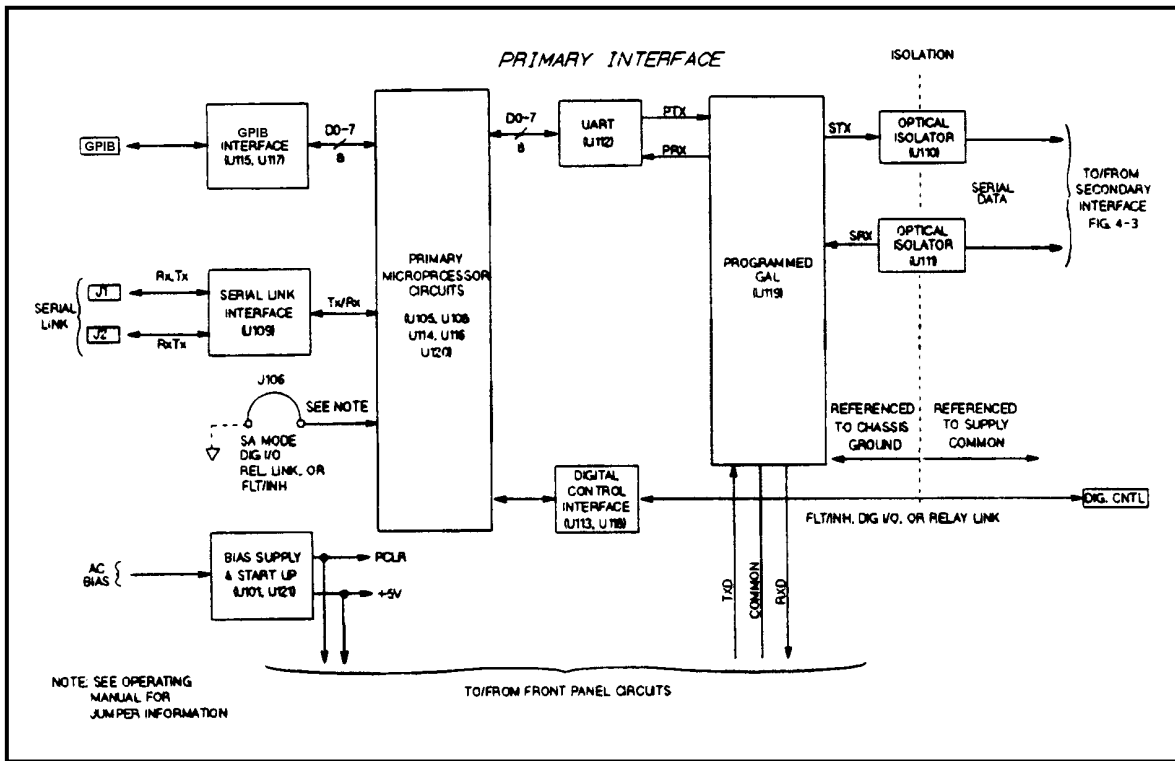 PRIMARY INTERFACE
ISOLATION
GPIB
GPIB
INTERFACE
(U115, U117)
D0-7
8
PRIMARY
MICROPRCESSOR
CIRCUITS
(U105, U108
U114, U116
U120)
D0-7
8
UART
(U112)
PTX
PRX
PROGRAMMED
GAL
(U119)
STX
OPTICAL
ISOLATOR
(U110)
SERIAL
DATA
SRX
OPTICAL
ISOLATOR
(U111)
TO/FROM
SECONDARY
INTERFACE
FIG. 4-3
SERIAL
LINK
J1
J2
Rx,Tx
RxTx
SERIAL LINK
INTERFACE
(U109)
Tx/Rx
J106
SEE NOTE
SA MODE
DIG I/O
REL. LINK, OR
FLT/INH
REFERENCED
TO CHASSIS
GROUND
REFERENCED
TO SUPPLY
COMMON
DIGITAL
CONTROL
INTERFACE
(U113, U118)
FLT/INH, DIG I/O, OR RELAY LINK
DIG. CNTL
AC
BIAS
BIAS SUPPLY
& START UP
(U101, U121)
PCLR
+5V
TXD
COMMON
RXD
TO/FROM FRONT PANEL CIRCUITS
NOTE: SEE OPERATING
MANUAL FOR
JUMPER INFORMATION